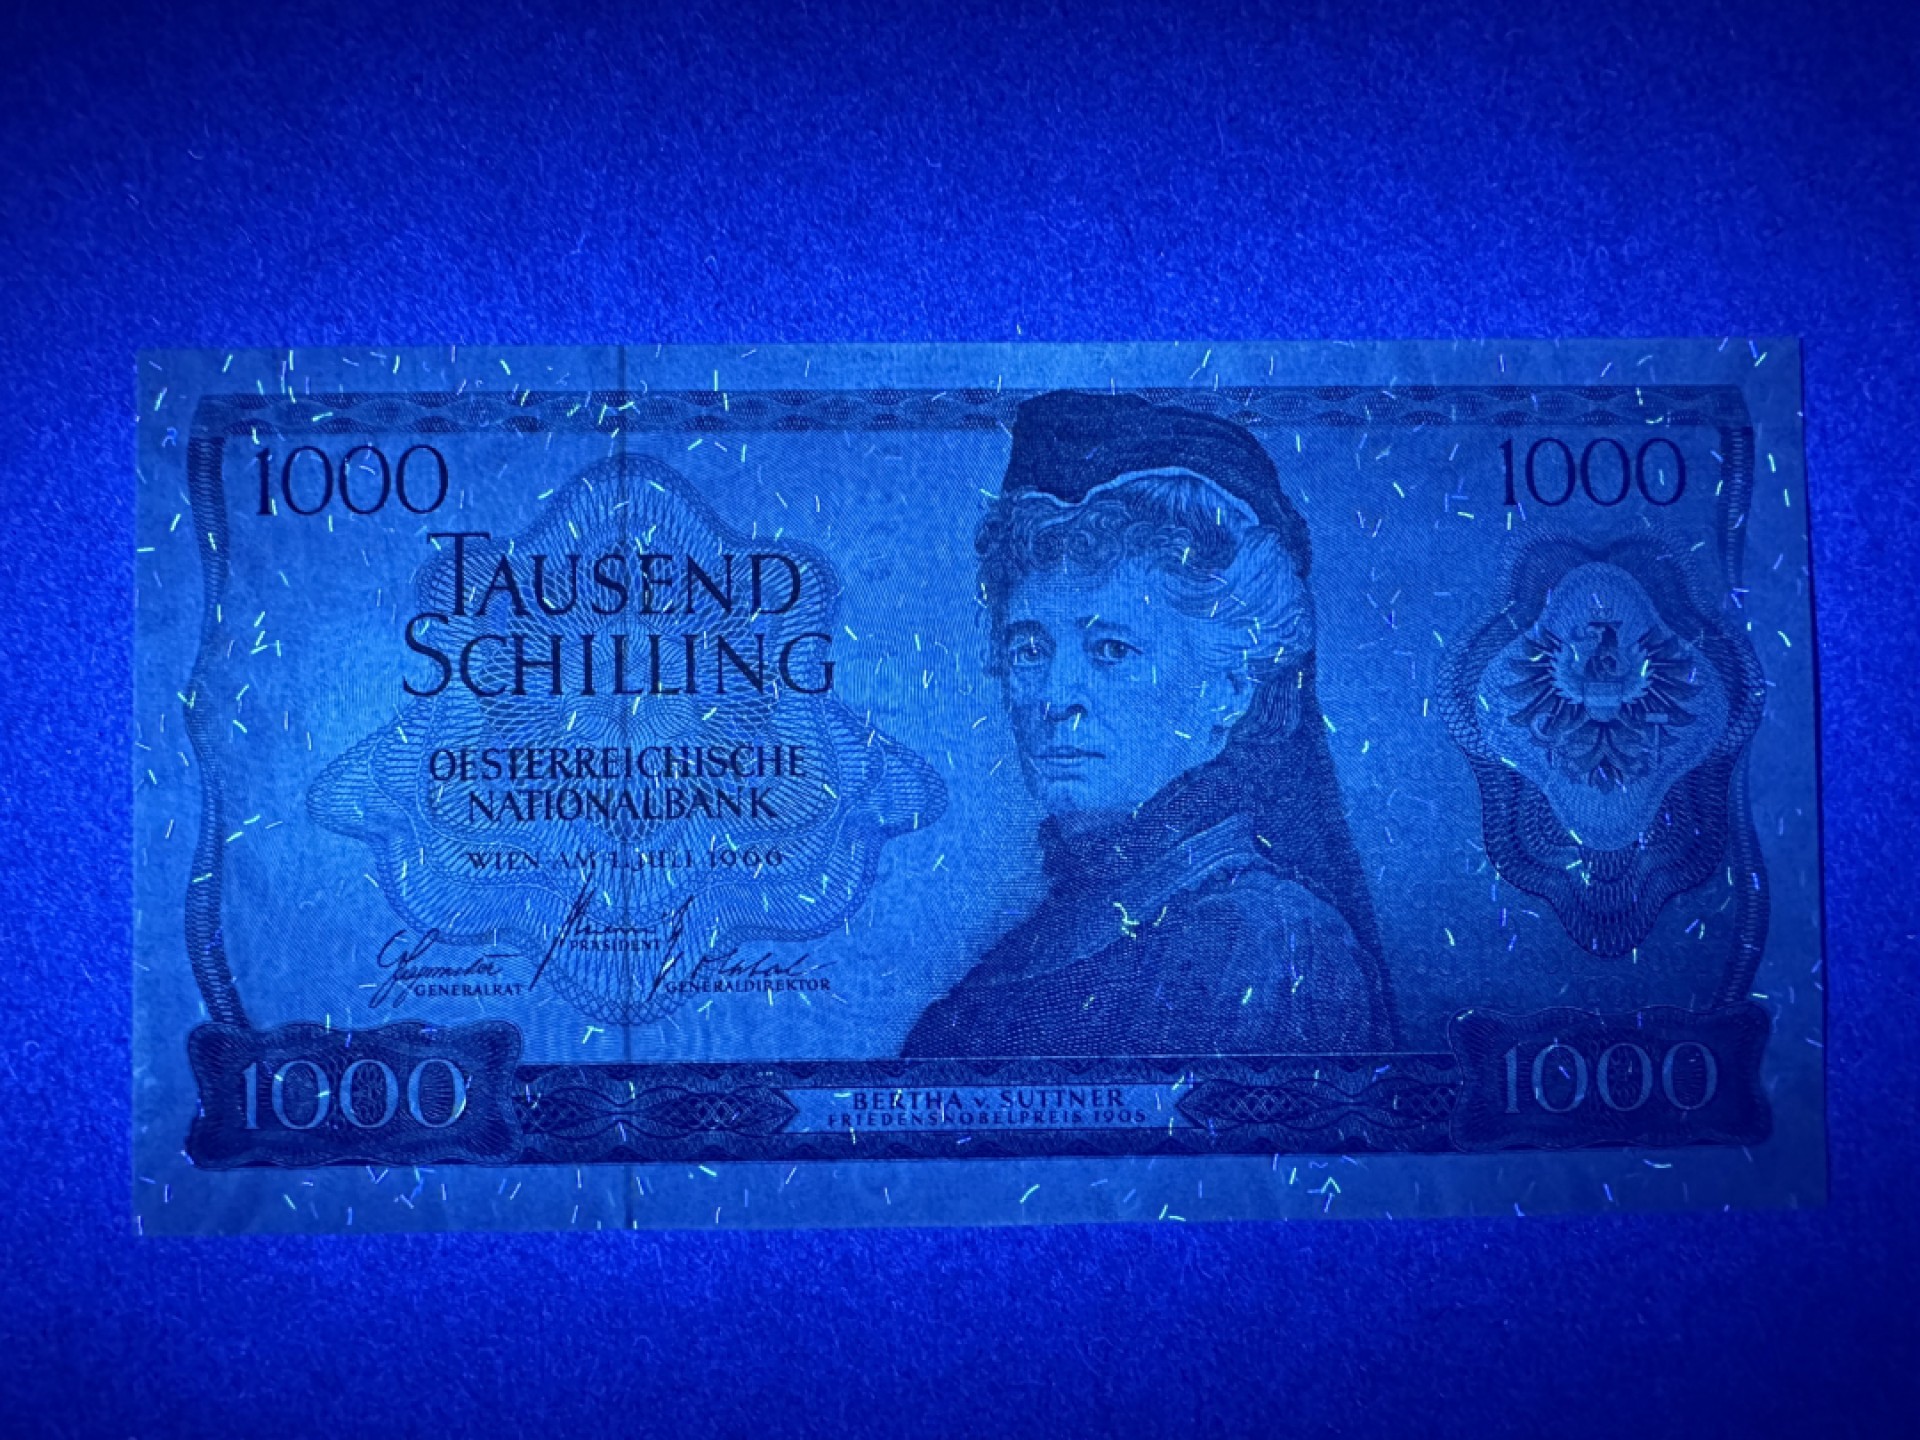 1000
1000
TAUSEND
SCHILLING
OESTERREICHISCHE
NATIONALBANK
WIEN AM 1. JULI 1966
PRÄSIDENT
GENERALRAT
GENERALDIREKTOR
1000
BERTHA v. SUTTNER
FRIEDENSNOBELPREIS 1905
1000